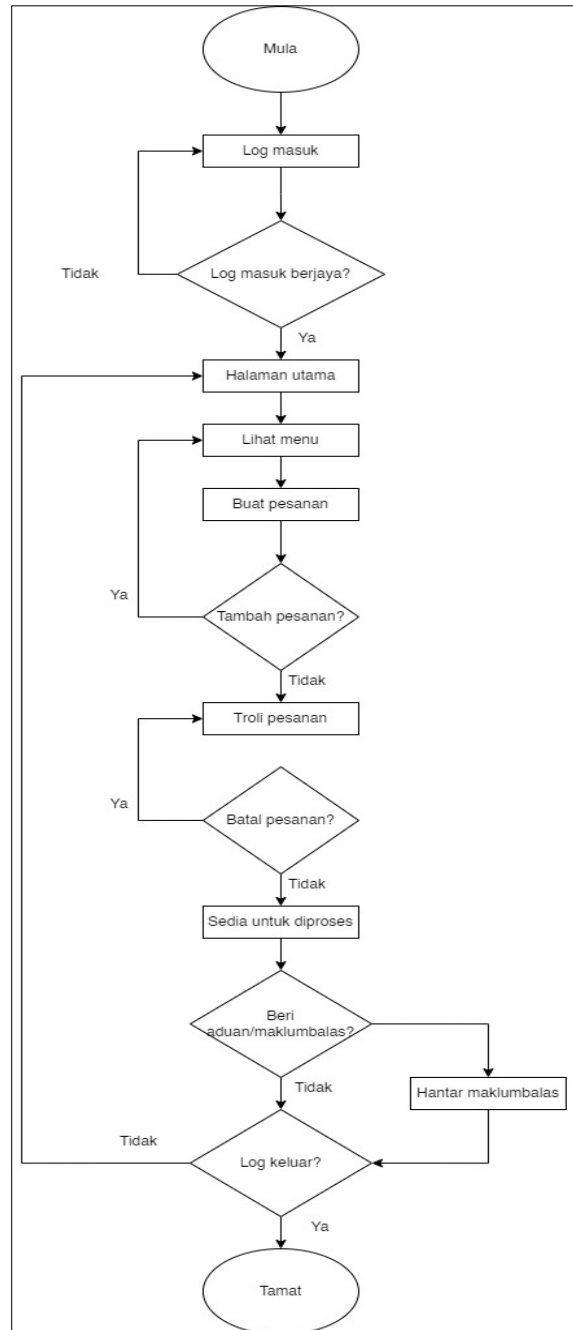 Mula
Log masuk
Tidak
Log masuk berjaya?
Ya
Halaman utama
Lihat menu
Buat pesanan
Ya
Tambah pesanan?
Tidak
Troli pesanan
Ya
Batal pesanan?
Tidak
Sedia untuk diproses
Beri
aduan/maklumbalas?
Tidak
Hantar maklumbalas
Tidak
Log keluar?
Ya
Tamat